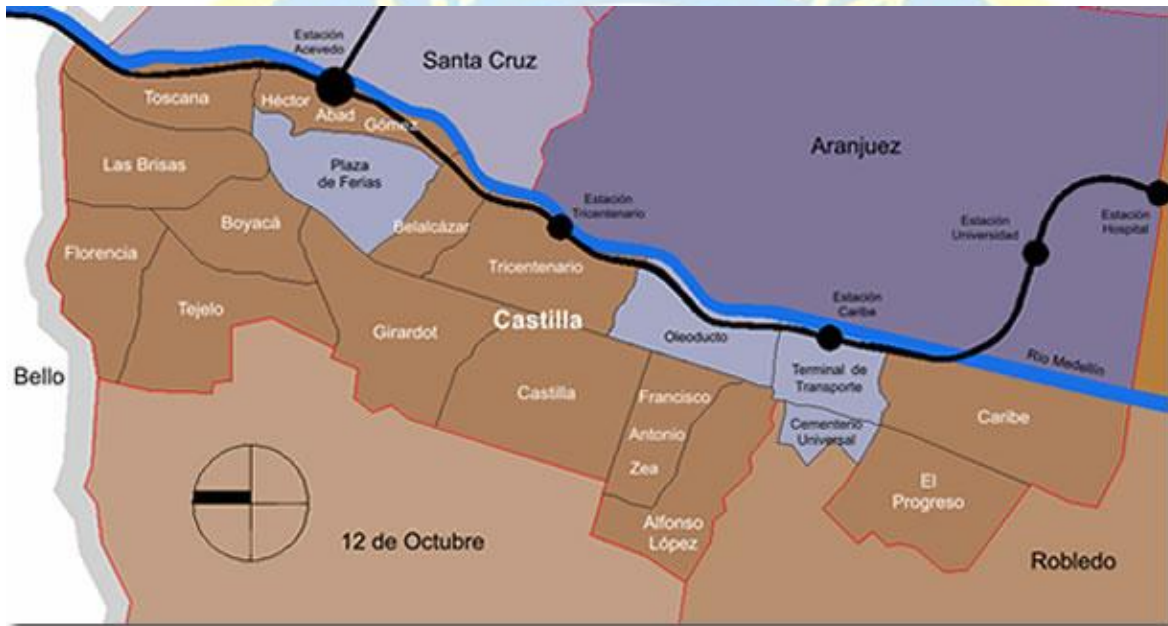 Estación
Acevedo
Santa Cruz
Toscana
Héctor
Abad
Gómez
Aranjuez
Las Brisas
Plaza
de Ferias
Estación
Tricentenario
Estación
Universidad
Estación
Hospital
Boyacá
Belalcázar
Florencia
Tricentenario
Tejelo
Girardot
Castilla
Estación
Caribe
Oleoducto
Río Medellín
Bello
Terminal de
Transporte
Castilla
Francisco
Antonio
Zea
Cementerio
Universal
Caribe
El
Progreso
Alfonso
López
12 de Octubre
Robledo